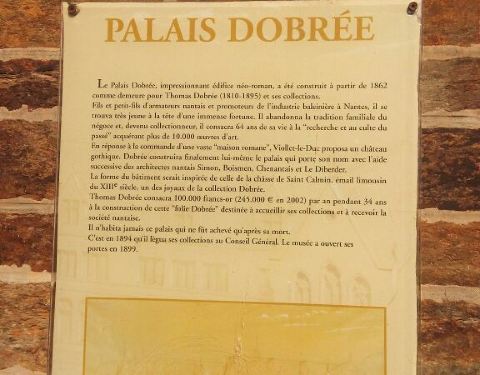 PALAIS DOBRÉE
Le Palais Dobrée, impressionnant édifice néo-roman, a été construit à partir de 1862
comme demeure pour Thomas Dobrée (1810-1895) et ses collections.
Fils et petit-fils d'armateurs nantais et promoteurs de l'industrie baleinière à Nantes, il se
trouva très jeune à la tête d'une immense fortune. Il abandonna la tradition familiale du
négoce et, devenu collectionneur, il consacra 64 ans de sa vie à la "recherche et au culte du
passé" acquérant plus de 10.000 œuvres d'art.
En réponse à la commande d'une vaste "maison romane", Viollet-le-Duc proposa un château
gothique. Dobrée construira finalement lui-même le palais qui porte son nom avec l'aide
successive des architectes nantais Simon, Boismen, Chenantais et Le Diberder.
La forme du bâtiment serait inspirée de celle de la châsse de Saint Calmin, émail limousin
du XIIIe siècle, un des joyaux de la collection Dobrée.
Thomas Dobrée consacra 100.000 francs-or (245.000 € en 2002) par an pendant 34 ans
à la construction de cette "folie Dobrée" destinée à accueillir ses collections et à recevoir la
société nantaise.
Il n'habita jamais ce palais qui ne fût achevé qu'après sa mort.
C'est en 1894 qu'il légua ses collections au Conseil Général. Le musée a ouvert ses
portes en 1899.